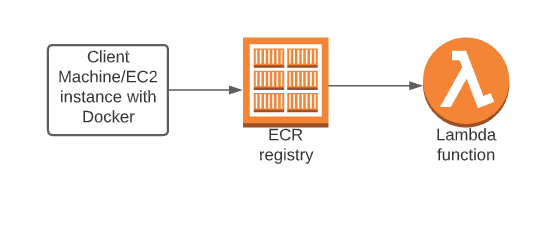 Client
Machine/EC2
instance with
Docker
ECR
registry
Lambda
function